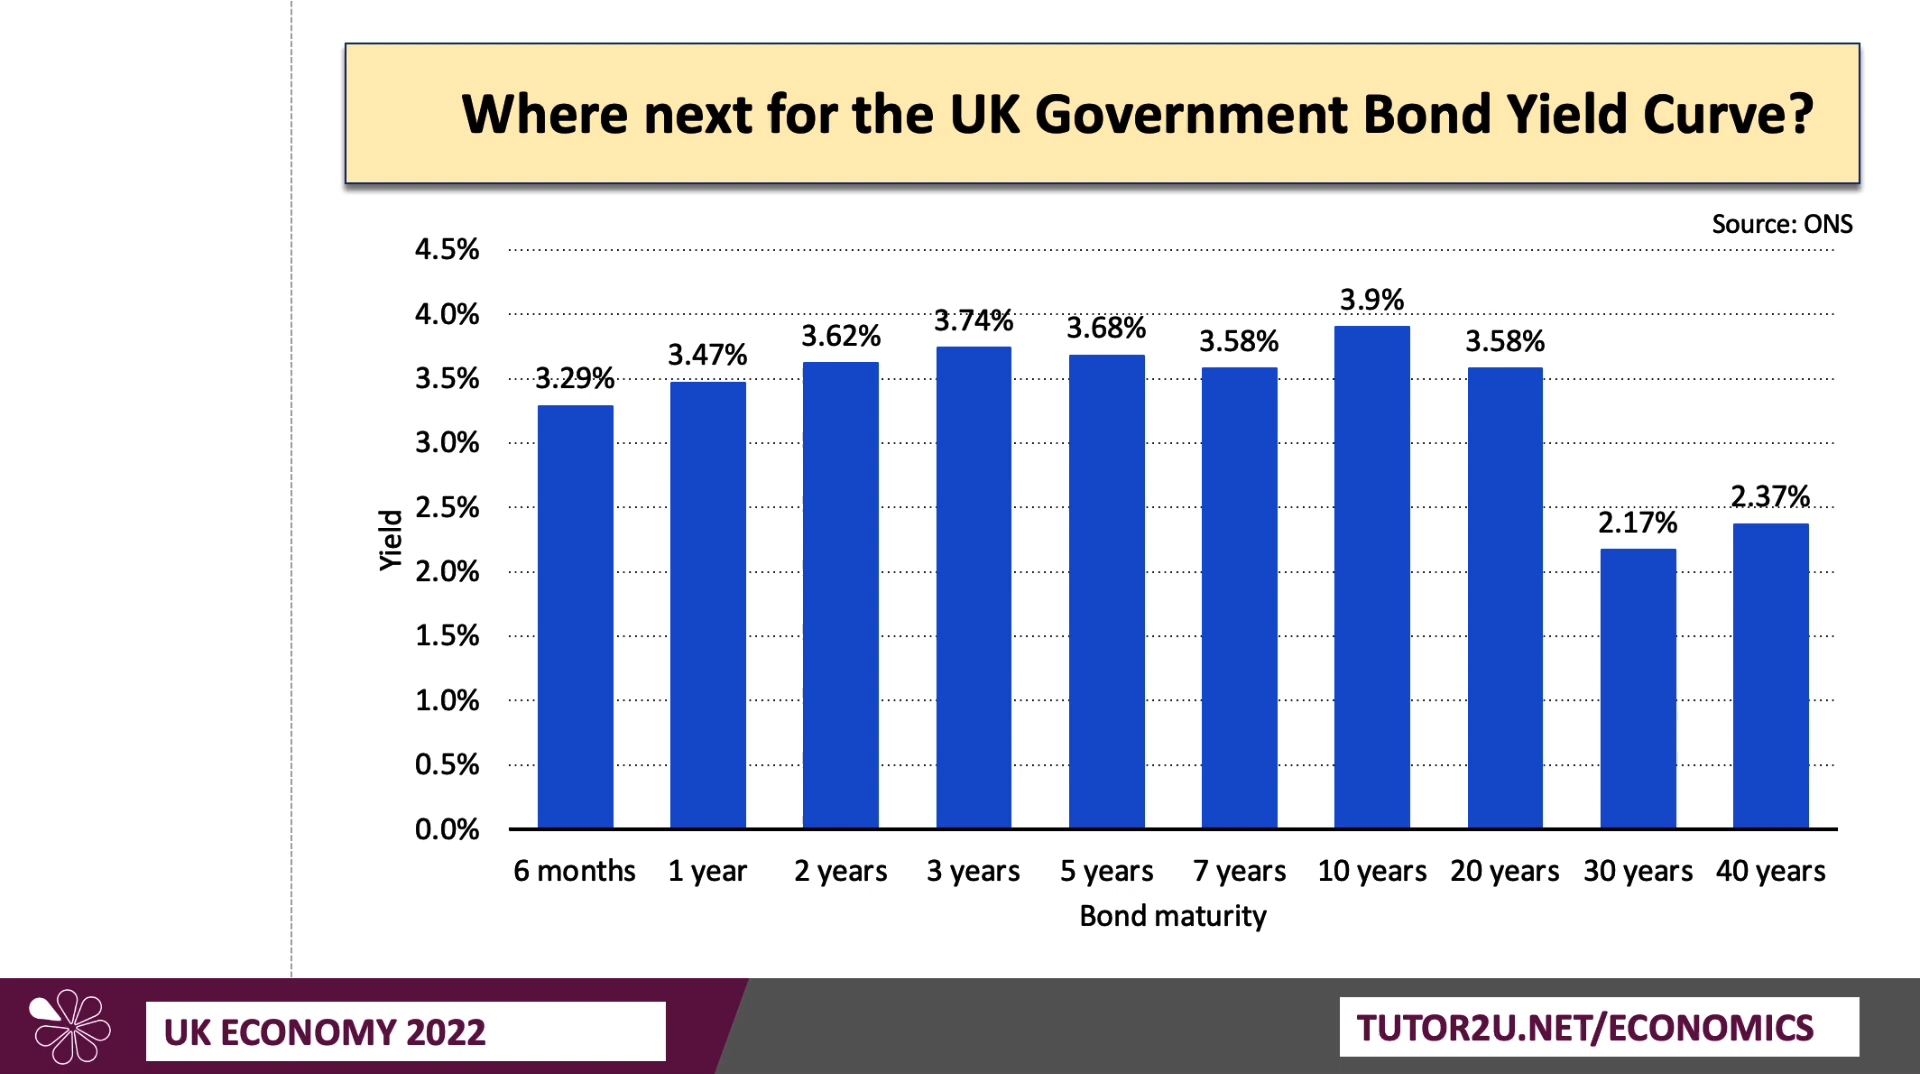 Where next for the UK Government Bond Yield Curve?
Source: ONS
4.5%
4.0%
3.5%
3.0%
2.5%
2.0%
1.5%
1.0%
0.5%
0.0%
Yield
3.29%
3.47%
3.62%
3.74%
3.68%
3.58%
3.9%
3.58%
2.17%
2.37%
6 months 1 year 2 years 3 years 5 years 7 years 10 years 20 years 30 years 40 years
Bond maturity
UK ECONOMY 2022
TUTOR2U.NET/ECONOMICS